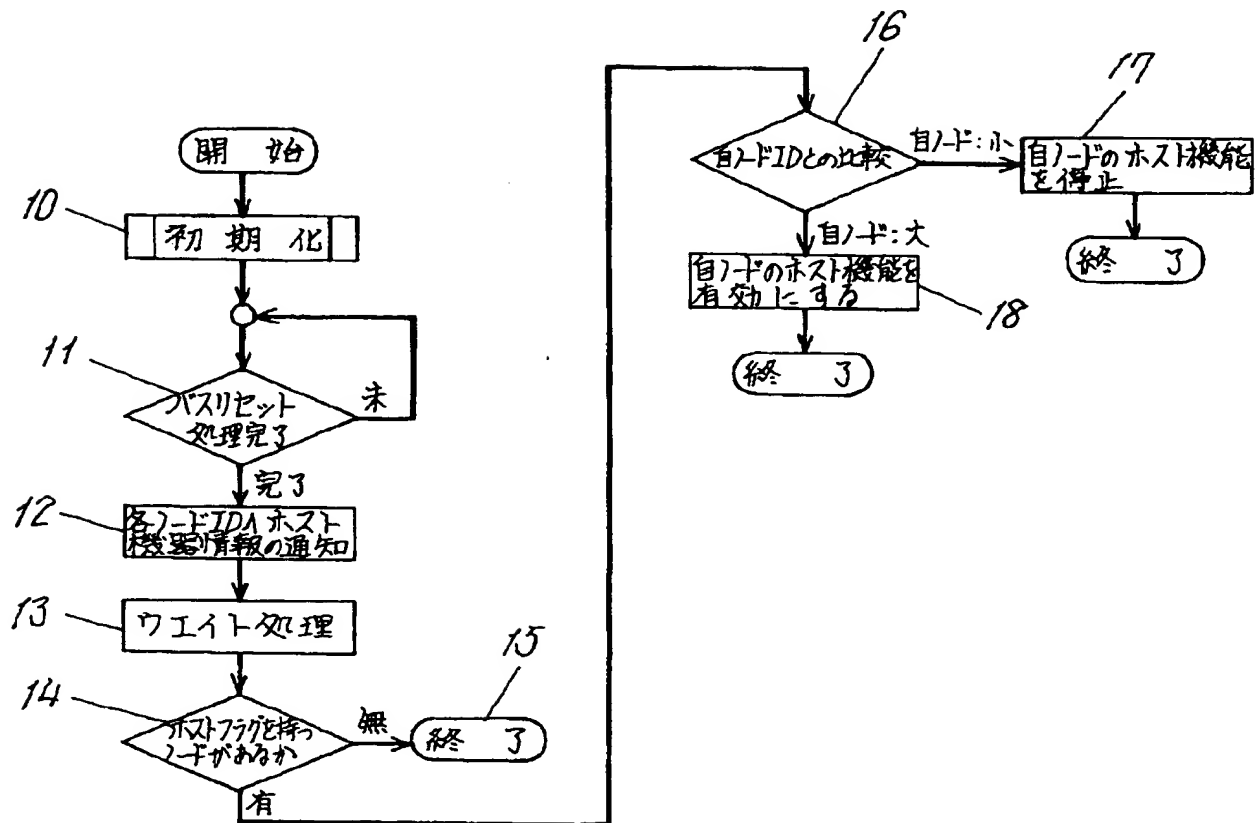 開 始
10
初 期 化
11
バスリセット
処理完了
未
完了
12
各ノードIDへホスト
機器情報の通知
13
ウエイト処理
14
ホストフラグを持つ
ノードがあるか
無
15
終 了
有
16
自ノードIDとの比較
自ノード:小
17
自ノードのホスト機能
を停止
終 了
自ノード:大
自ノードのホスト機能を
有効にする
18
終 了